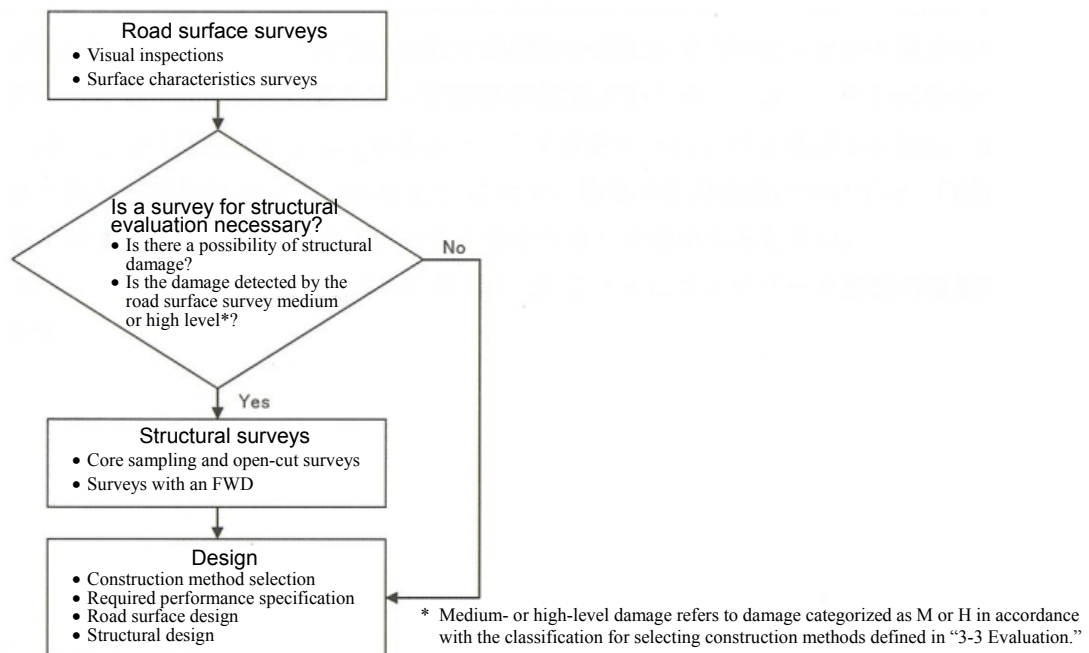 Road surface surveys
• Visual inspections
• Surface characteristics surveys
Is a survey for structural
evaluation necessary?
• Is there a possibility of structural
damage?
• Is the damage detected by the
road surface survey medium
or high level*?
No
Yes
Structural surveys
• Core sampling and open-cut surveys
• Surveys with an FWD
Design
• Construction method selection
• Required performance specification
• Road surface design
• Structural design
* Medium- or high-level damage refers to damage categorized as M or H in accordance
with the classification for selecting construction methods defined in “3-3 Evaluation.”